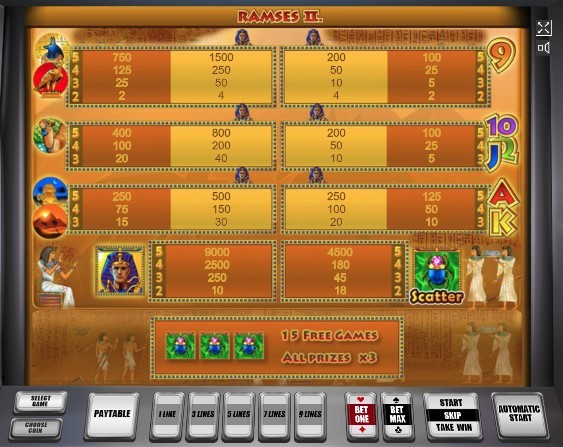 RAMSES II.
5 750 1500 200 100 9
4 125 250 50 25
3 25 50 10 5
2 2 4 4 2
5 400 800 200 100 5 10
4 100 200 50 25 4 J Q
3 20 40 10 5 3
5 250 500 250 125 5 A
4 75 150 100 50 4 K
3 15 30 20 10 3
5 9000 4500 5
4 2500 180 4
3 250 45 3
2 10 18 2
Scatter
15 FREE GAMES
ALL PRIZES X3
SELECT GAME
CHOOSE COIN
PAYTABLE
1 LINE
3 LINES
5 LINES
7 LINES
9 LINES
BET ONE
BET MAX
START
SKIP
TAKE WIN
AUTOMATIC START